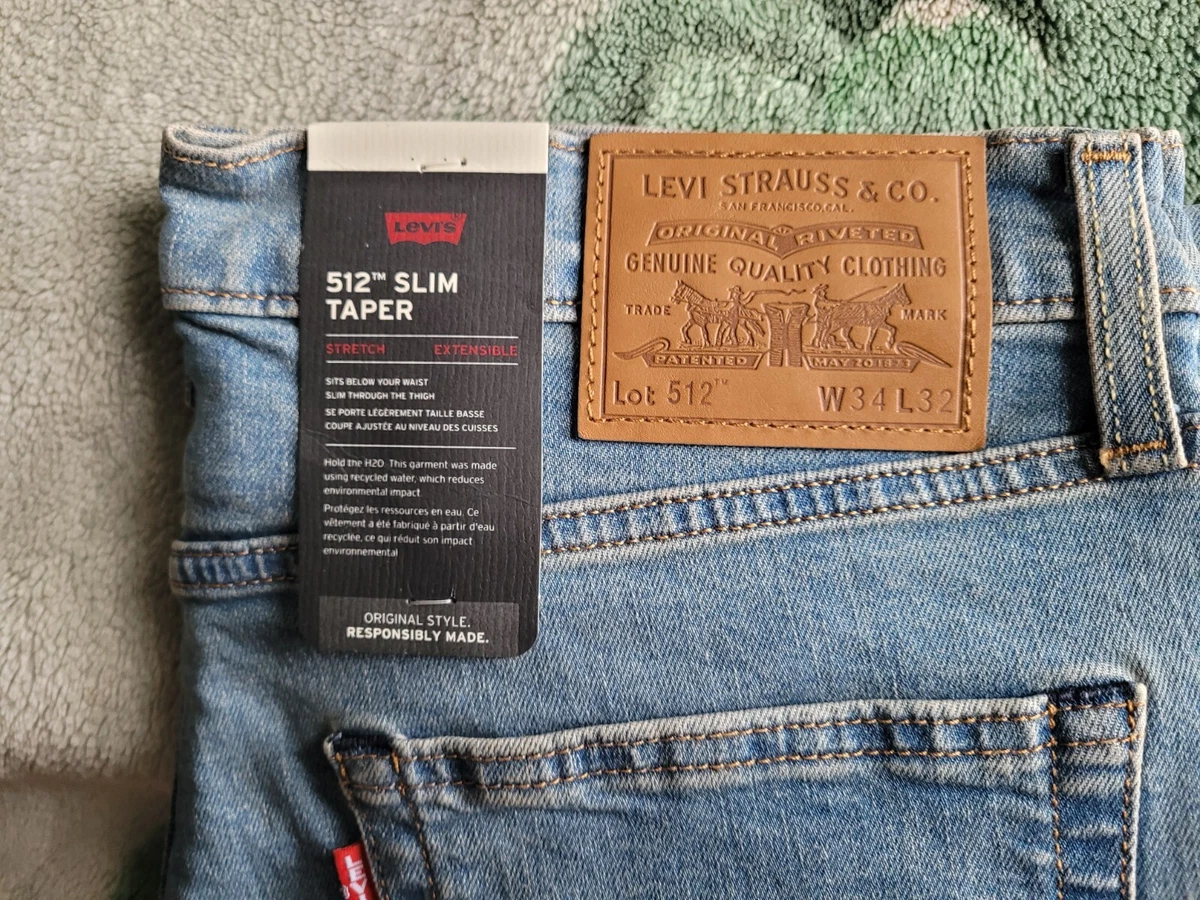 Levi's
512™ SLIM
TAPER
STRETCH EXTENSIBLE
SITS BELOW YOUR WAIST
SLIM THROUGH THE THIGH
SE PORTE LÉGÈREMENT TAILLE BASSE
COUPE AJUSTÉE AU NIVEAU DES CUISSES
Hold the H2O This garment was made
using recycled water, which reduces
environmental impact
Protégez les ressources en eau. Ce
vêtement a été fabriqué à partir d'eau
recyclée, ce qui réduit son impact
environnemental
ORIGINAL STYLE.
RESPONSIBLY MADE.
LEVI STRAUSS & CO.
SAN FRANCISCO, CAL.
ORIGINAL RIVETED
GENUINE QUALITY CLOTHING
TRADE MARK
PATENTED MAY 20 1873
Lot 512™ W34 L32
LEV